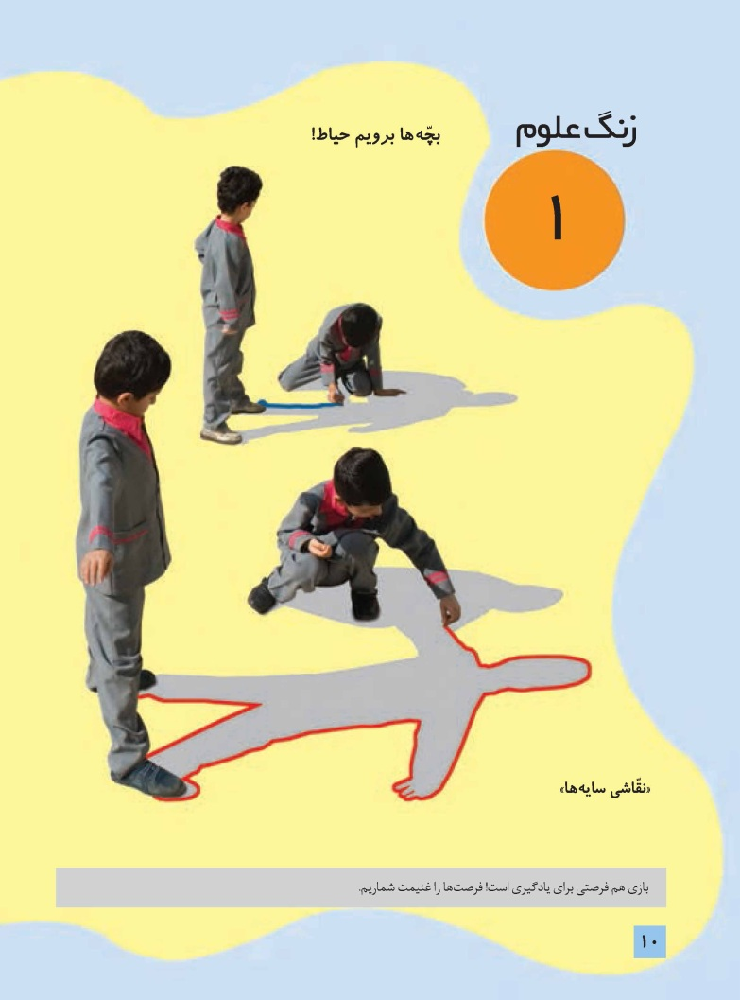 زنگ علوم
۱
بچّه‌ها برویم حیاط!
«نقّاشی سایه‌ها»
بازی هم فرصتی برای یادگیری است! فرصت‌ها را غنیمت شماریم.
۱۰